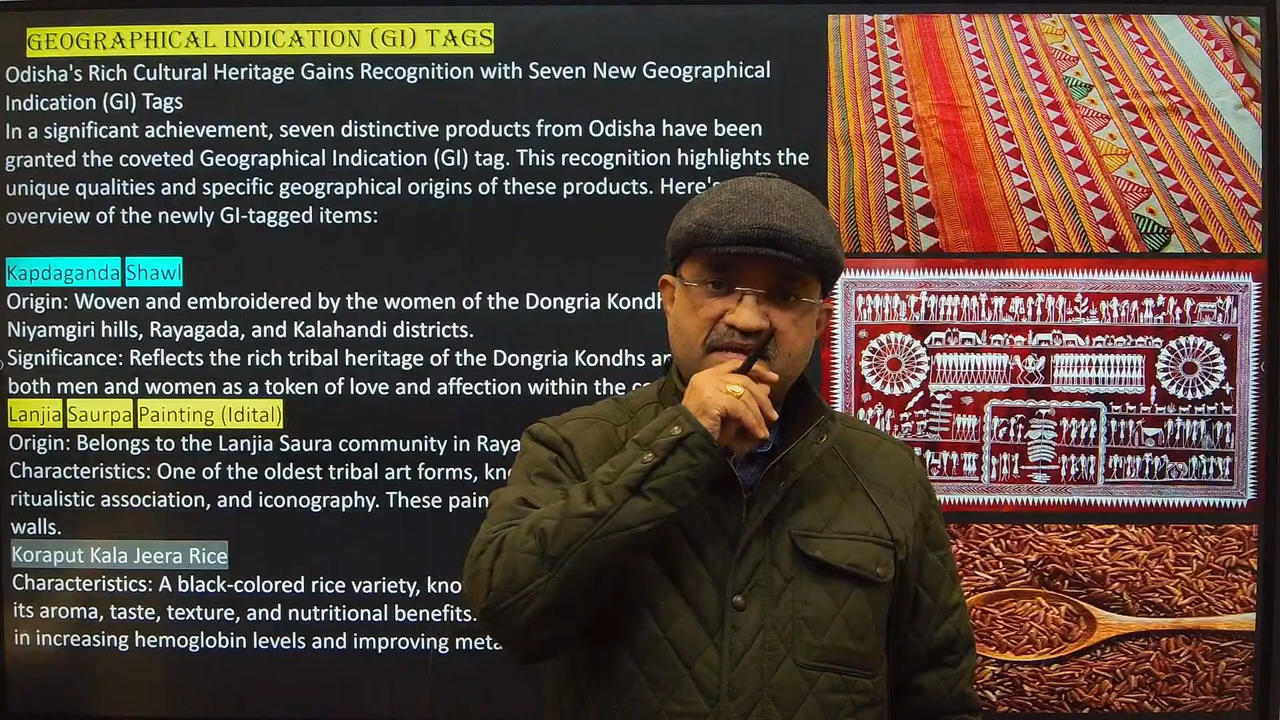 GEOGRAPHICAL INDICATION (GI) TAGS
Odisha's Rich Cultural Heritage Gains Recognition with Seven New Geographical
Indication (GI) Tags
In a significant achievement, seven distinctive products from Odisha have been
granted the coveted Geographical Indication (GI) tag. This recognition highlights the
unique qualities and specific geographical origins of these products. Here's
overview of the newly GI-tagged items:
Kapdaganda Shawl
Origin: Woven and embroidered by the women of the Dongria Kondh
Niyamgiri hills, Rayagada, and Kalahandi districts.
Significance: Reflects the rich tribal heritage of the Dongria Kondhs
both men and women as a token of love and affection within the
Lanjia Saurpa Painting (Idital)
Origin: Belongs to the Lanjia Saura community in
Characteristics: One of the oldest tribal art forms,
ritualistic association, and iconography. These
walls.
Koraput Kala Jeera Rice
Characteristics: A black-colored rice variety,
its aroma, taste, texture, and nutritional benefits.
in increasing hemoglobin levels and improving